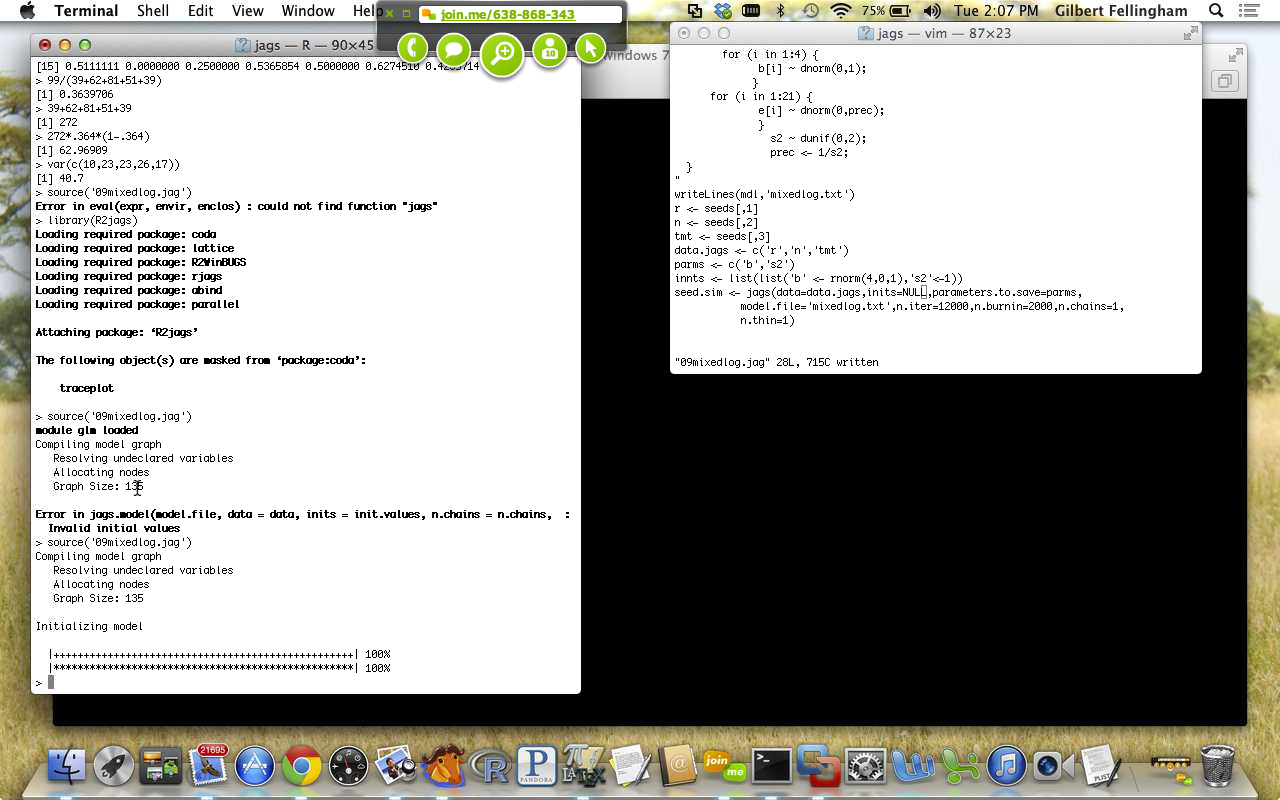 Terminal Shell Edit View Window Help
75% Tue 2:07 PM Gilbert Fellingham
join.me/638-868-343
10
jags — R — 90×45
[15] 0.5111111 0.0000000 0.2500000 0.5365854 0.5000000 0.6274510
> 99/(39+62+81+51+39)
[1] 0.3639706
> 39+62+81+51+39
[1] 272
> 272*.364*(1-.364)
[1] 62.96909
> var(c(10,23,23,26,17))
[1] 40.7
> source('09mixedlog.jag')
Error in eval(expr, envir, enclos) : could not find function "jags"
> library(R2jags)
Loading required package: coda
Loading required package: lattice
Loading required package: R2WinBUGS
Loading required package: rjags
Loading required package: abind
Loading required package: parallel
Attaching package: ‘R2jags’
The following object(s) are masked from ‘package:coda’:
traceplot
> source('09mixedlog.jag')
module glm loaded
Compiling model graph
Resolving undeclared variables
Allocating nodes
Graph Size: 135
Error in jags.model(model.file, data = data, inits = init.values, n.chains = n.chains,  :
Invalid initial values
> source('09mixedlog.jag')
Compiling model graph
Resolving undeclared variables
Allocating nodes
Graph Size: 135
Initializing model
|++++++++++++++++++++++++++++++++++++++++++++++++++| 100%
|**************************************************| 100%
>
Windows 7
jags — vim — 87×23
for (i in 1:4) {
b[i] ~ dnorm(0,1);
}
for (i in 1:21) {
e[i] ~ dnorm(0,prec);
}
s2 ~ dunif(0,2);
prec <- 1/s2;
}
"
writeLines(mdl,'mixedlog.txt')
r <- seeds[,1]
n <- seeds[,2]
tmt <- seeds[,3]
data.jags <- c('r','n','tmt')
parms <- c('b','s2')
innts <- list(list('b' <- rnorm(4,0,1),'s2'<-1))
seed.sim <- jags(data=data.jags,inits=NULL,parameters.to.save=parms,
model.file='mixedlog.txt',n.iter=12000,n.burnin=2000,n.chains=1,
n.thin=1)
"09mixedlog.jag" 28L, 715C written
21695
R
P
PANDORA
join
me
PLIST